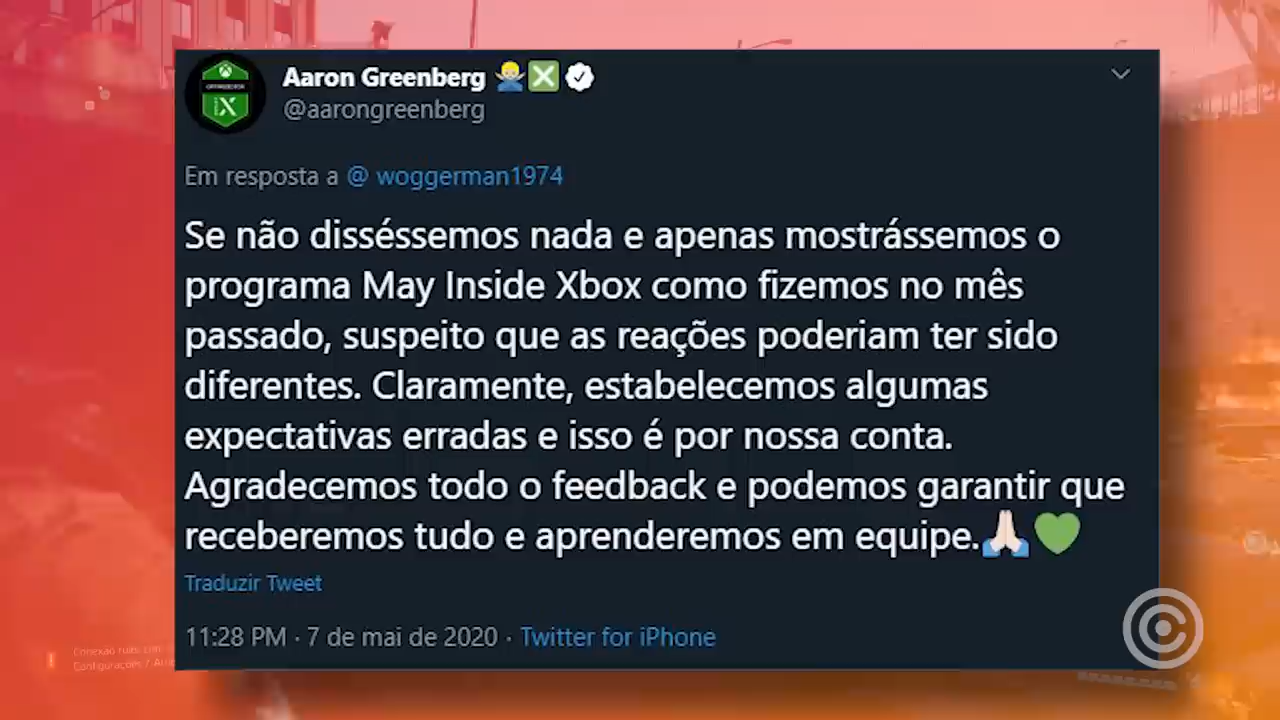 Aaron Greenberg 🙅🏼‍♂️❎
@aarongreenberg
Em resposta a @ woggerman1974
Se não disséssemos nada e apenas mostrássemos o
programa May Inside Xbox como fizemos no mês
passado, suspeito que as reações poderiam ter sido
diferentes. Claramente, estabelecemos algumas
expectativas erradas e isso é por nossa conta.
Agradecemos todo o feedback e podemos garantir que
receberemos tudo e aprenderemos em equipe.🙏🏻💚
Traduzir Tweet
11:28 PM · 7 de mai de 2020 · Twitter for iPhone